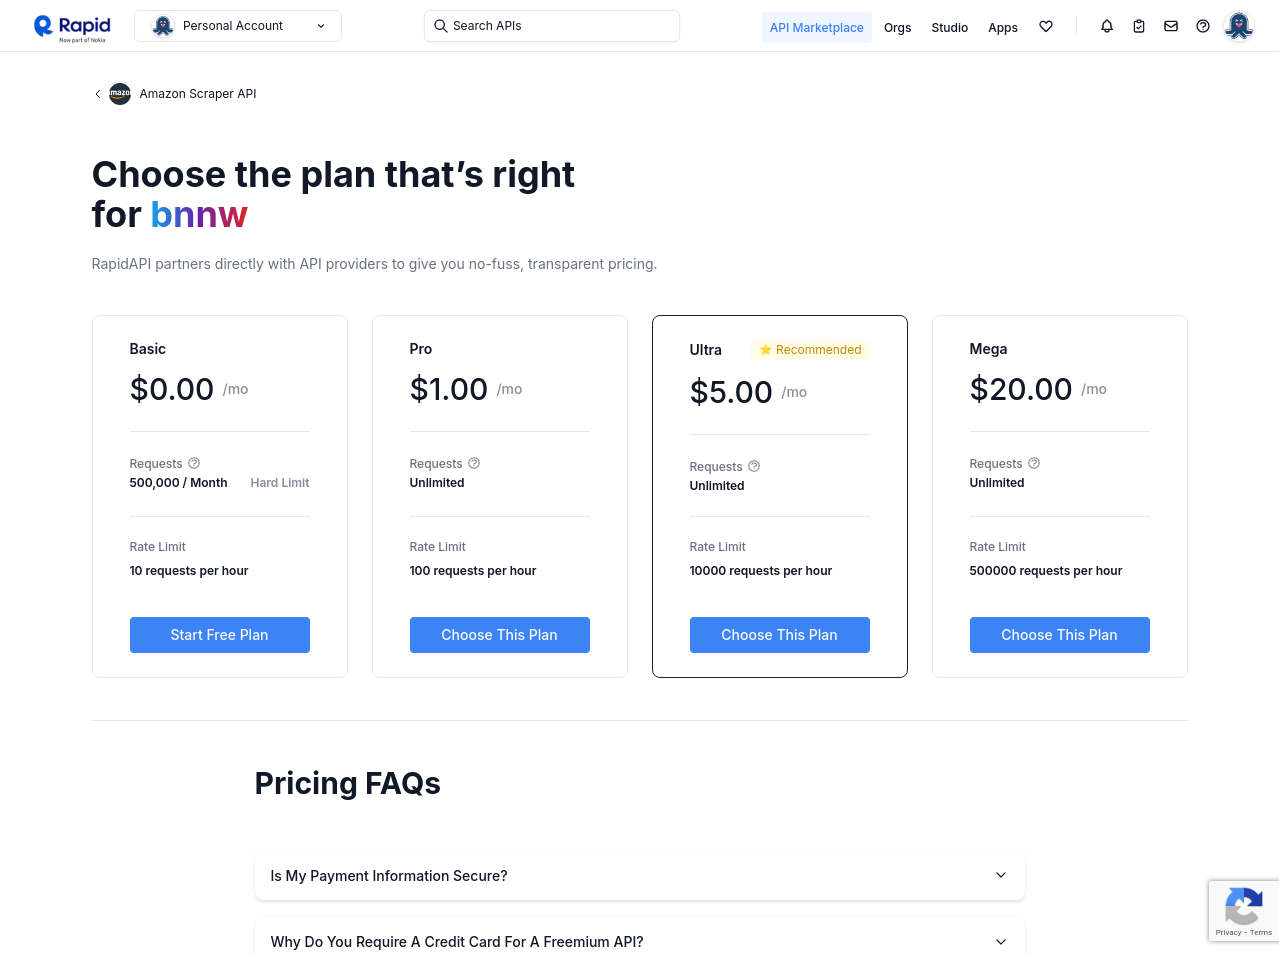 Rapid
Now part of Nokia
Personal Account
Search APIs
API Marketplace
Orgs
Studio
Apps
amazon
Amazon Scraper API
Choose the plan that’s right
for bnnw
RapidAPI partners directly with API providers to give you no-fuss, transparent pricing.
Basic
$0.00 /mo
Requests
500,000 / Month Hard Limit
Rate Limit
10 requests per hour
Start Free Plan
Pro
$1.00 /mo
Requests
Unlimited
Rate Limit
100 requests per hour
Choose This Plan
Ultra
⭐ Recommended
$5.00 /mo
Requests
Unlimited
Rate Limit
10000 requests per hour
Choose This Plan
Mega
$20.00 /mo
Requests
Unlimited
Rate Limit
500000 requests per hour
Choose This Plan
Pricing FAQs
Is My Payment Information Secure?
Why Do You Require A Credit Card For A Freemium API?
Privacy - Terms